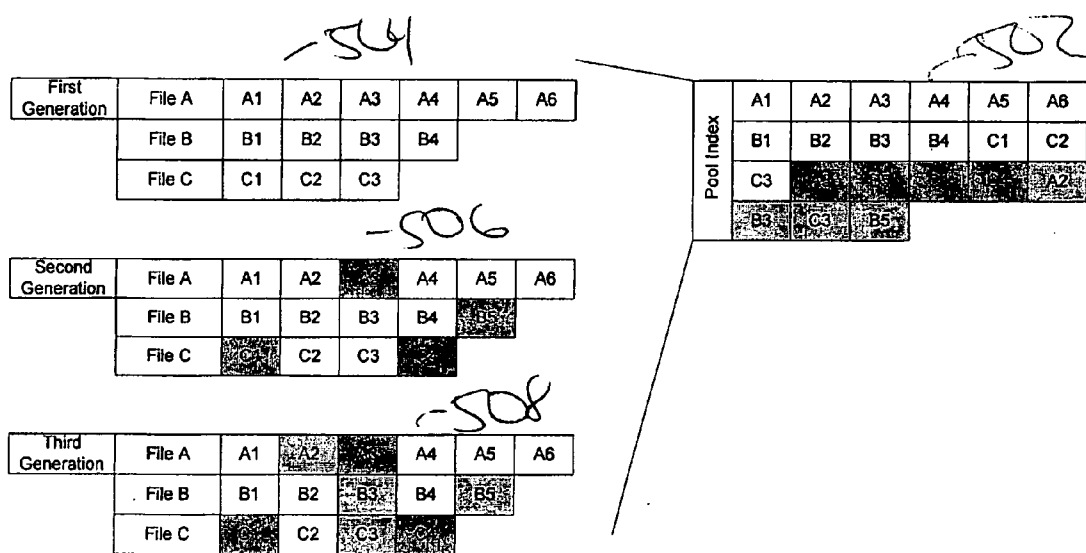 -504
First Generation File A A1 A2 A3 A4 A5 A6
File B B1 B2 B3 B4
File C C1 C2 C3
-506
Second Generation File A A1 A2 A4 A5 A6
File B B1 B2 B3 B4 B5
File C C2 C3
-508
Third Generation File A A1 A2 A4 A5 A6
File B B1 B2 B3 B4 B5
File C C2 C3
-502
Pool Index
A1 A2 A3 A4 A5 A6
B1 B2 B3 B4 C1 C2
C3 A2
B3 C3 B5